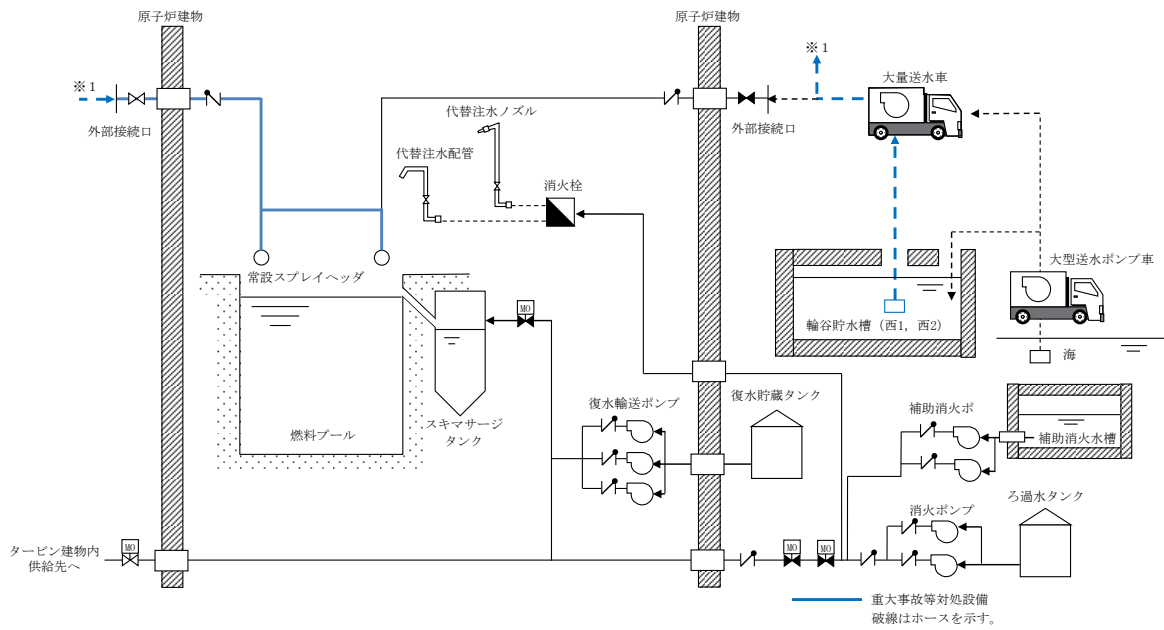 原子炉建物
原子炉建物
※1
※1
大量送水車
外部接続口
代替注水ノズル
外部接続口
代替注水配管
消火栓
常設スプレイヘッダ
大型送水ポンプ車
MO
輪谷貯水槽（西1，西2）
海
復水輸送ポンプ
復水貯蔵タンク
補助消火ポ
スキマサージ
タンク
燃料プール
補助消火水槽
ろ過水タンク
消火ポンプ
MO
MO
MO
タービン建物内
供給先へ
重大事故等対処設備
破線はホースを示す。